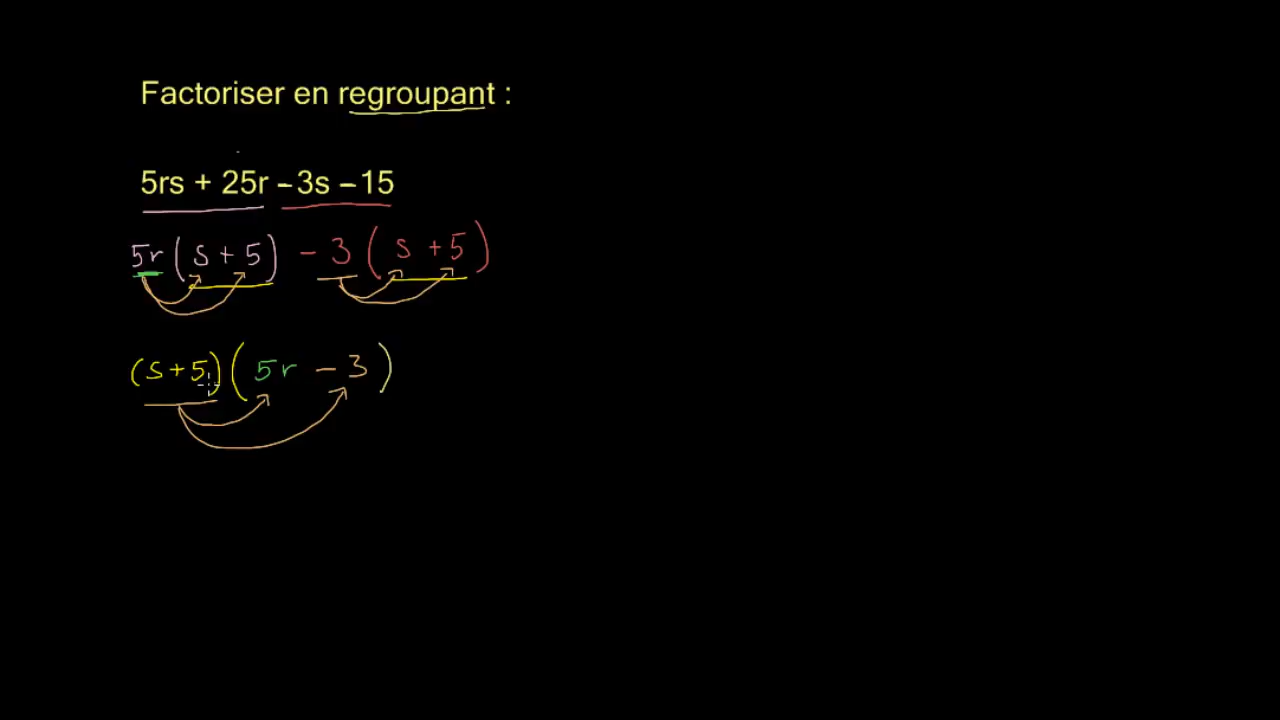 Factoriser en regroupant :
5rs + 25r - 3s - 15
5r(s + 5) - 3(s + 5)
(s + 5)(5r - 3)